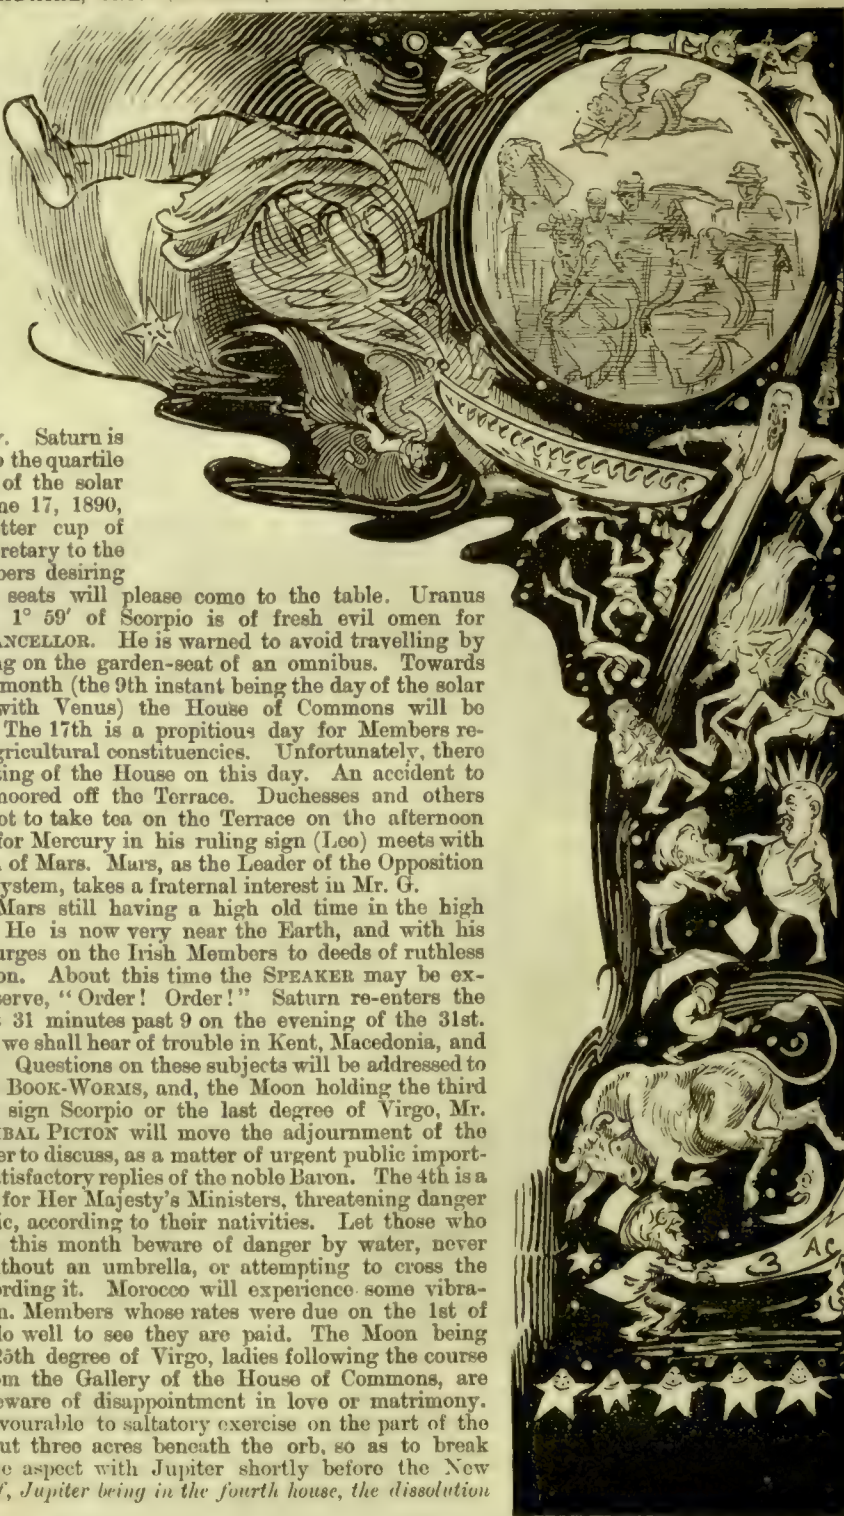 Saturn is
the quartile
of the solar
17, 1890,
cup of
retary to the
bers desiring
seats will please come to the table. Uranus
1° 59′ of Scorpio is of fresh evil omen for
ANCELLOR. He is warned to avoid travelling by
ng on the garden-seat of an omnibus. Towards
month (the 9th instant being the day of the solar
with Venus) the House of Commons will be
The 17th is a propitious day for Members re-
gricultural constituencies. Unfortunately, there
ting of the House on this day. An accident to
moored off the Terrace. Duchesses and others
ot to take tea on the Terrace on the afternoon
for Mercury in his ruling sign (Leo) meets with
of Mars. Mars, as the Leader of the Opposition
ystem, takes a fraternal interest in Mr. G.
Mars still having a high old time in the high
He is now very near the Earth, and with his
urges on the Irish Members to deeds of ruthless
on. About this time the SPEAKER may be ex-
serve, "Order! Order!" Saturn re-enters the
31 minutes past 9 on the evening of the 31st.
we shall hear of trouble in Kent, Macedonia, and
Questions on these subjects will be addressed to
BOOK-WORMS, and, the Moon holding the third
sign Scorpio or the last degree of Virgo, Mr.
IBAL PICTON will move the adjournment of the
er to discuss, as a matter of urgent public import-
tisfactory replies of the noble Baron. The 4th is a
for Her Majesty's Ministers, threatening danger
ic, according to their nativities. Let those who
this month beware of danger by water, never
thout an umbrella, or attempting to cross the
rding it. Morocco will experience some vibra-
n. Members whose rates were due on the 1st of
do well to see they are paid. The Moon being
25th degree of Virgo, ladies following the course
om the Gallery of the House of Commons, are
eware of disappointment in love or matrimony.
vourable to saltatory exercise on the part of the
ut three acres beneath the orb, so as to break
c aspect with Jupiter shortly before the New
f, Jupiter being in the fourth house, the dissolution
3 AC